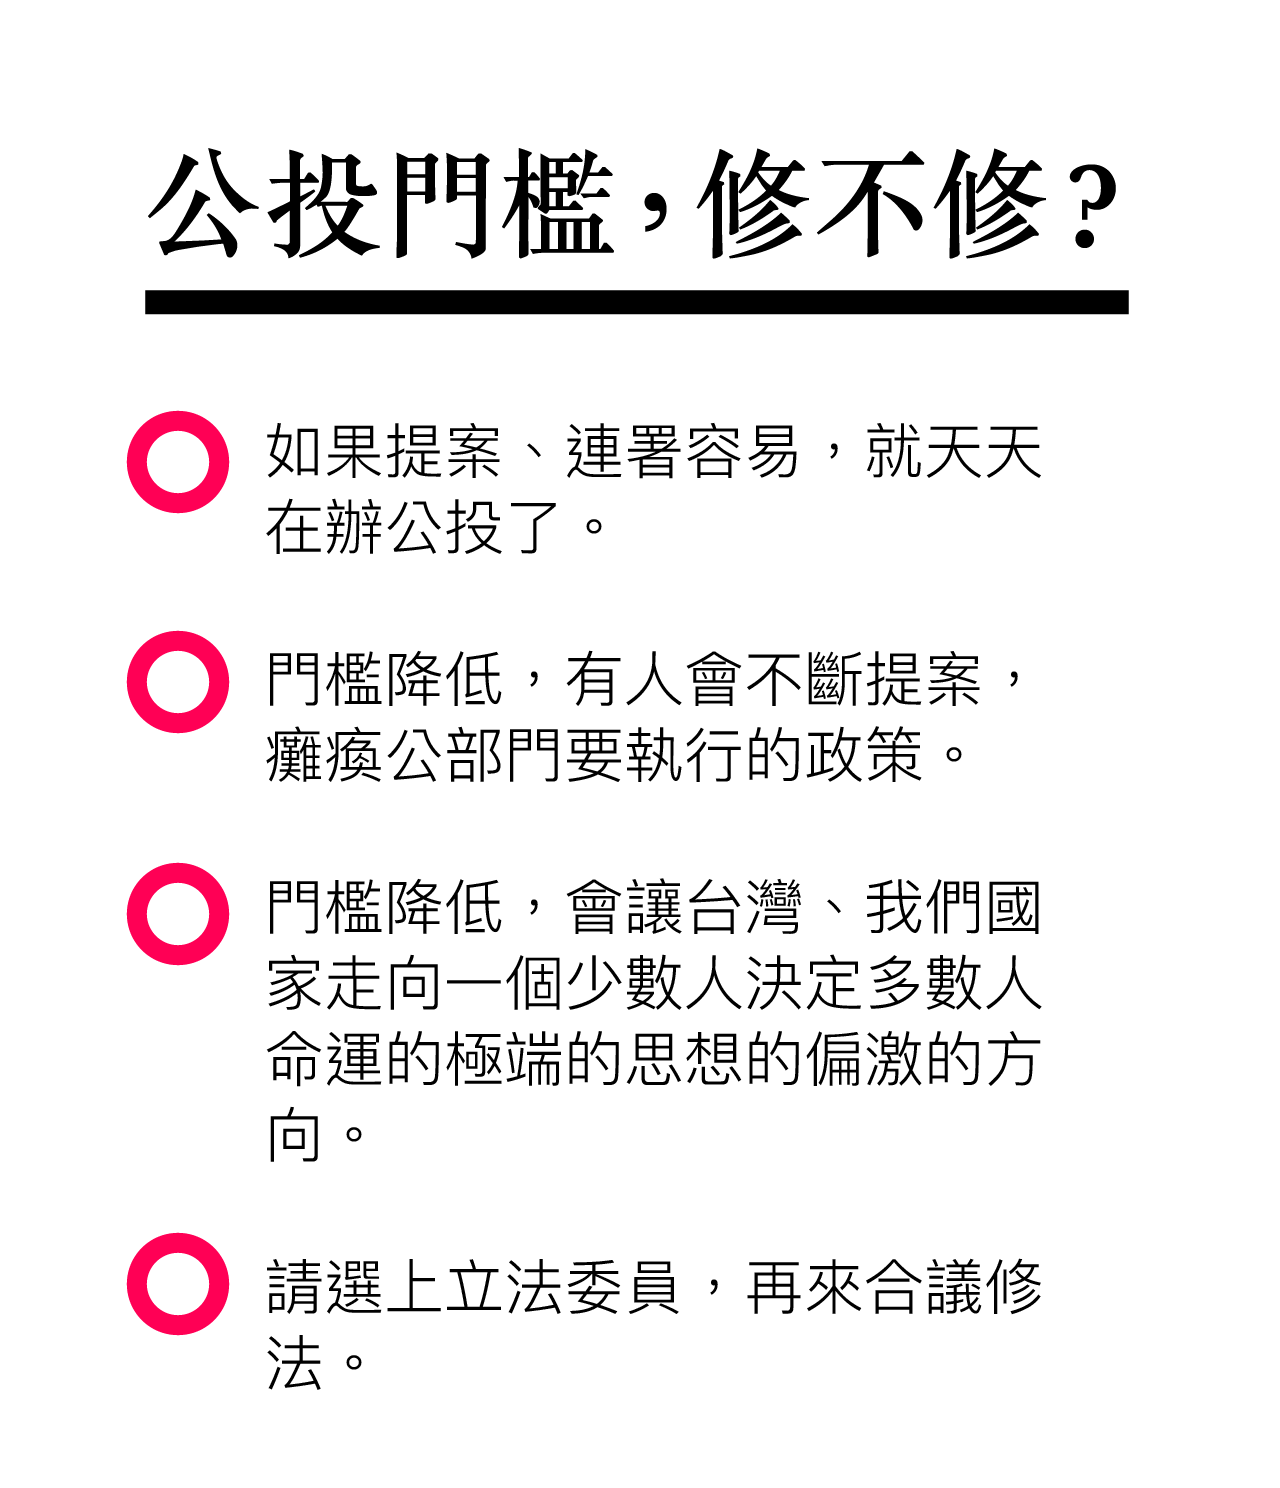 公投門檻，修不修？
如果提案、連署容易，就天天
在辦公投了。
門檻降低，有人會不斷提案，
癱瘓公部門要執行的政策。
門檻降低，會讓台灣、我們國
家走向一個少數人決定多數人
命運的極端的思想的偏激的方
向。
請選上立法委員，再來合議修
法。